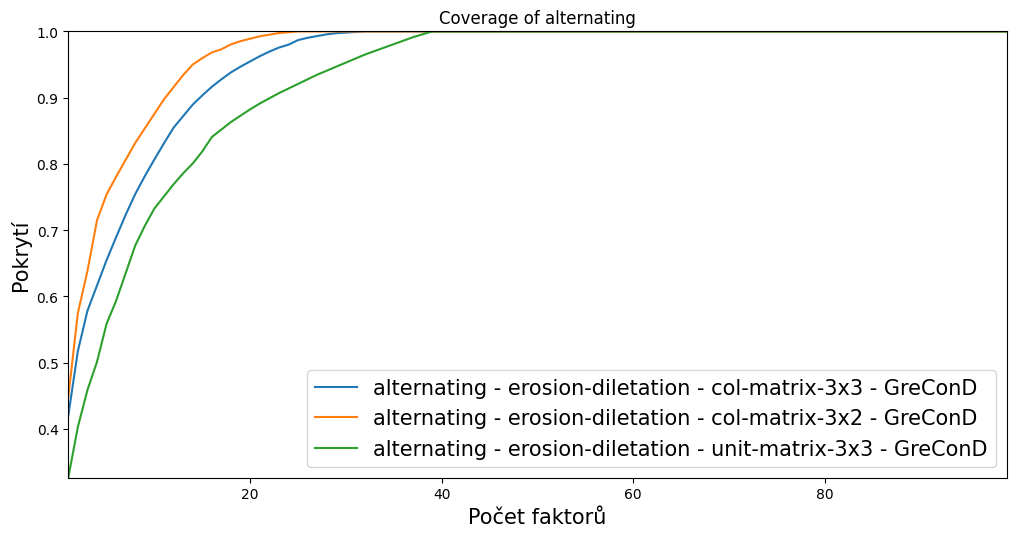 Coverage of alternating
Pokrytí
1.0
0.9
0.8
0.7
0.6
0.5
0.4
alternating - erosion-diletation - col-matrix-3x3 - GreConD
alternating - erosion-diletation - col-matrix-3x2 - GreConD
alternating - erosion-diletation - unit-matrix-3x3 - GreConD
20 40 60 80
Počet faktorů